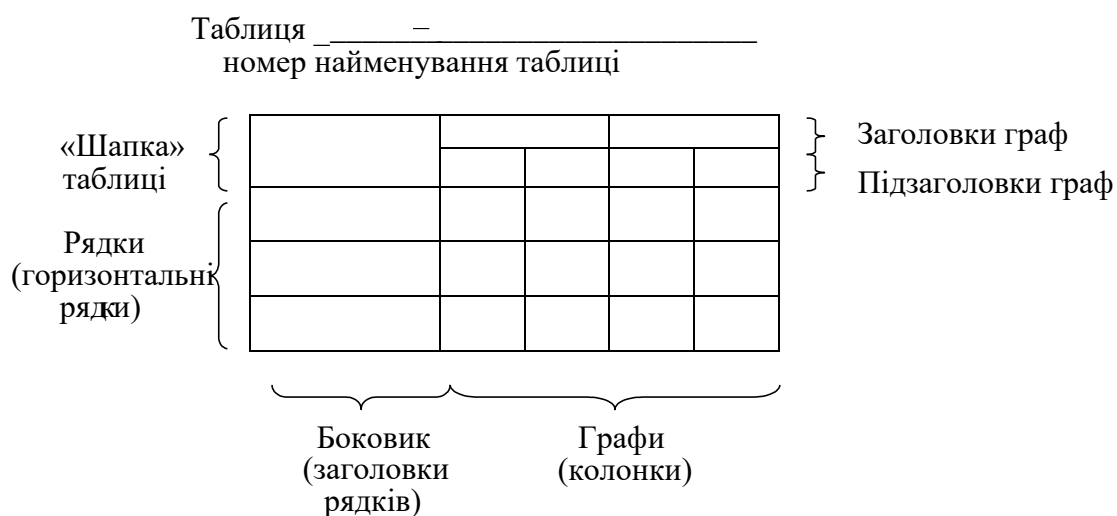 Таблиця _______–______________________
номер найменування таблиці
«Шапка»
таблиці
Заголовки граф
Підзаголовки граф
Рядки
(горизонтальні
рядки)
Боковик
(заголовки
рядків)
Графи
(колонки)